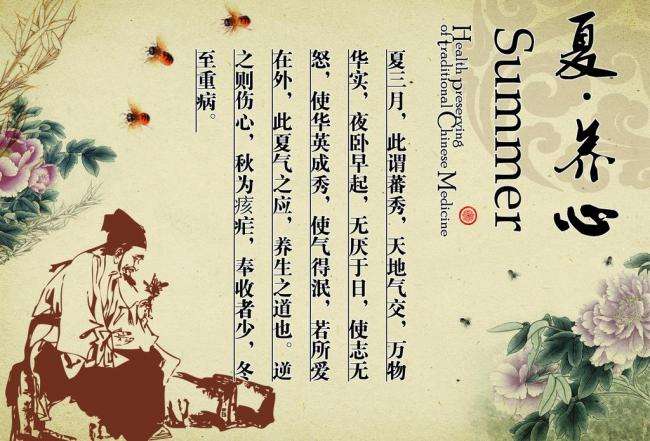 夏·养心
Summer
Health preserving
of traditional Chinese Medicine
夏三月，此谓蕃秀，天地气交，万物
华实，夜卧早起，无厌于日，使志无
怒，使华英成秀，使气得泯，若所爱
在外，此夏气之应，养生之道也。逆
之则伤心，秋为痎疟，奉收者少，冬
至重病。